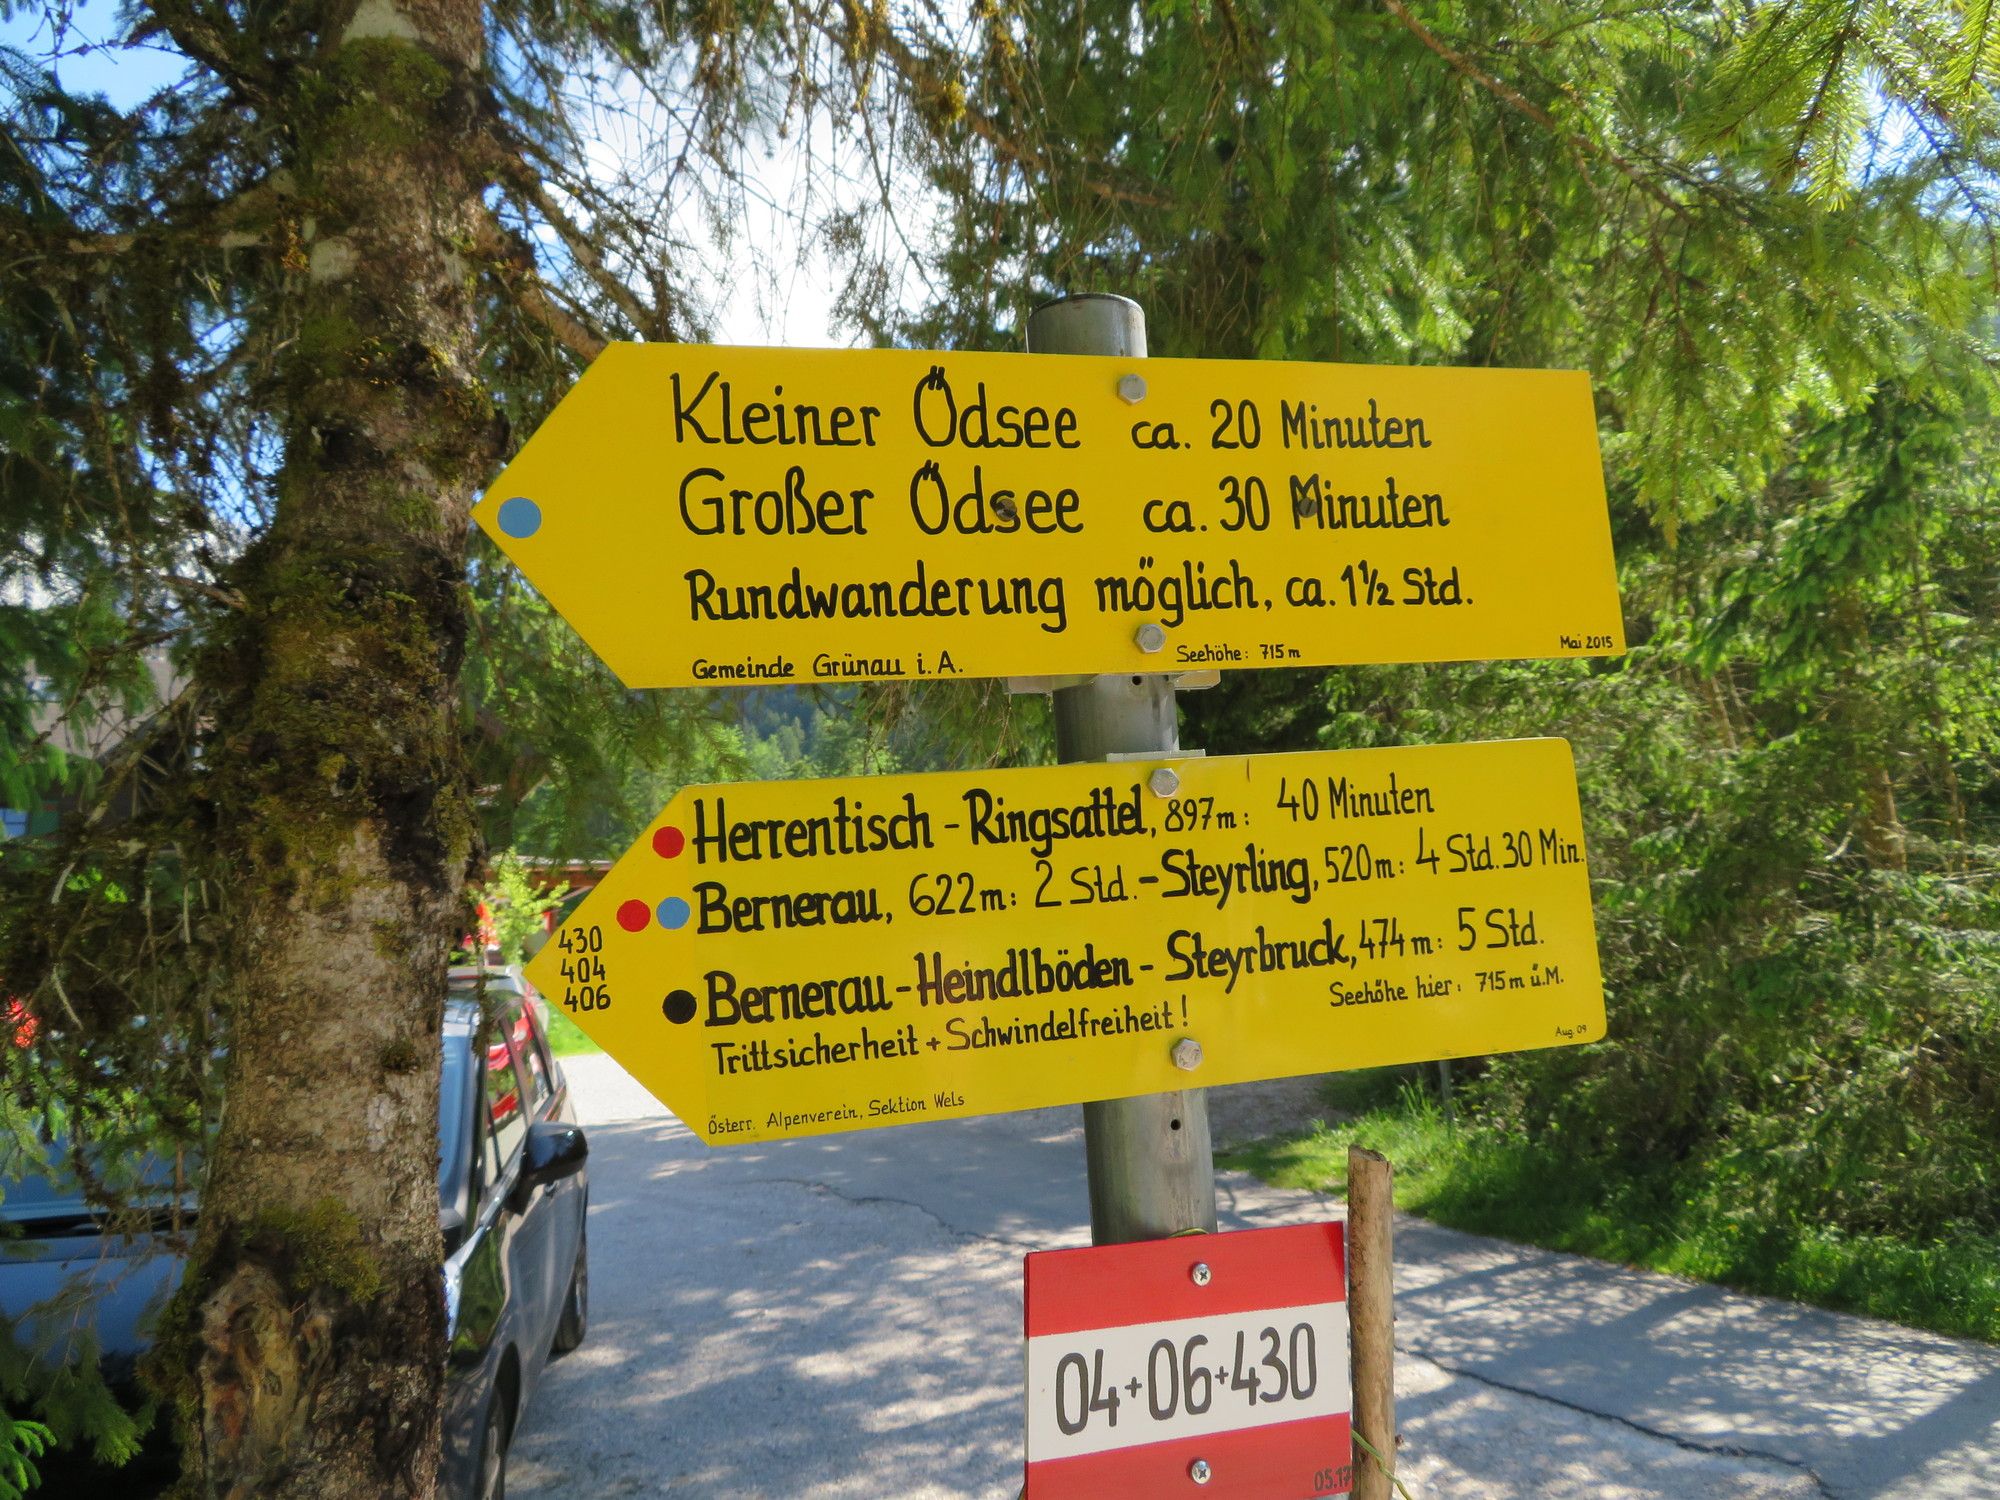 Kleiner Ödsee ca. 20 Minuten
Großer Ödsee ca. 30 Minuten
Rundwanderung möglich, ca. 1½ Std.
Gemeinde Grünau i. A. Seehöhe: 715 m Mai 2015
Herrentisch - Ringsattel, 897m: 40 Minuten
Bernerau, 622m: 2 Std. - Steyrling, 520m: 4 Std. 30 Min.
430
404
406
Bernerau - Heindlböden - Steyrbruck, 474m: 5 Std.
Trittsicherheit + Schwindelfreiheit! Seehöhe hier: 715 m ü.M.
Österr. Alpenverein, Sektion Wels Aug. 09
04+06+430
05.17